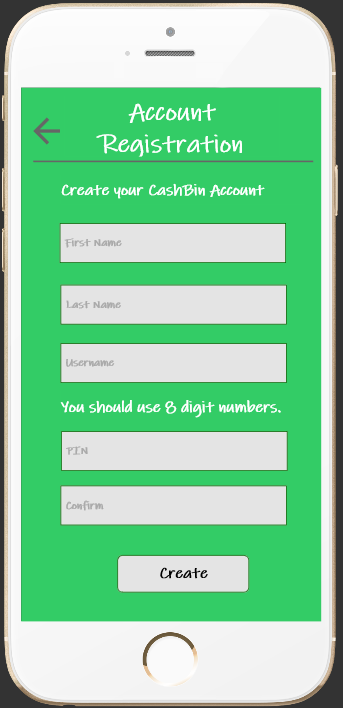 Account
Registration
Create your CashBin Account
First Name
Last Name
Username
You should use 8 digit numbers.
PIN
Confirm
Create